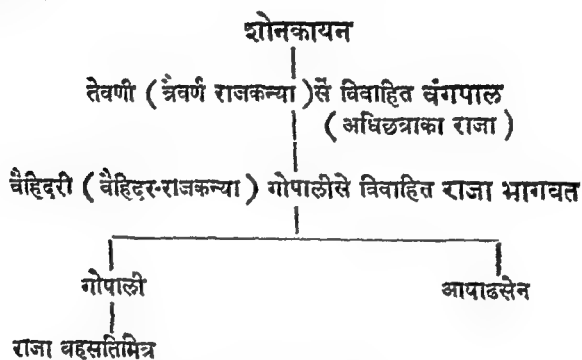 शोनकायन
तेवणी ( त्रैवर्ण राजकन्या )सें विवाहित वंगपाल
( अधिछत्राका राजा )
वैहिदरी ( वैहिदर-राजकन्या ) गोपालीसे विवाहित राजा भागवत
गोपाली
आषाढसेन
राजा बहसतिमित्र